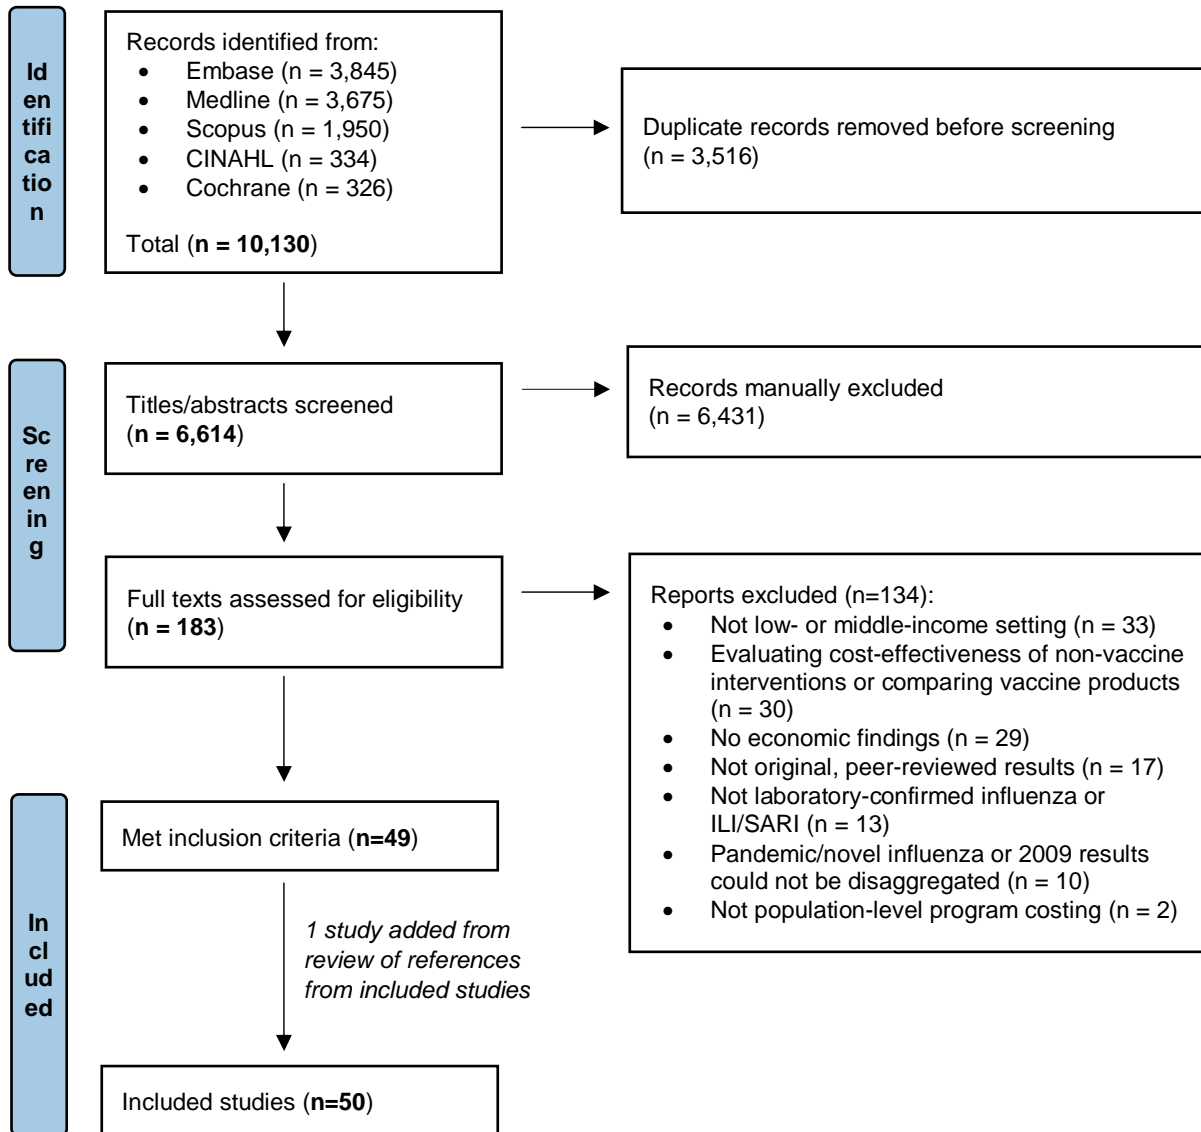 Id
en
tifi
ca
tio
n
Records identified from:
• Embase (n = 3,845)
• Medline (n = 3,675)
• Scopus (n = 1,950)
• CINAHL (n = 334)
• Cochrane (n = 326)
Total (n = 10,130)
Duplicate records removed before screening
(n = 3,516)
Sc
re
en
in
g
Titles/abstracts screened
(n = 6,614)
Records manually excluded
(n = 6,431)
Full texts assessed for eligibility
(n = 183)
Reports excluded (n=134):
• Not low- or middle-income setting (n = 33)
• Evaluating cost-effectiveness of non-vaccine
interventions or comparing vaccine products
(n = 30)
• No economic findings (n = 29)
• Not original, peer-reviewed results (n = 17)
• Not laboratory-confirmed influenza or
ILI/SARI (n = 13)
• Pandemic/novel influenza or 2009 results
could not be disaggregated (n = 10)
• Not population-level program costing (n = 2)
In
cl
ud
ed
Met inclusion criteria (n=49)
1 study added from
review of references
from included studies
Included studies (n=50)